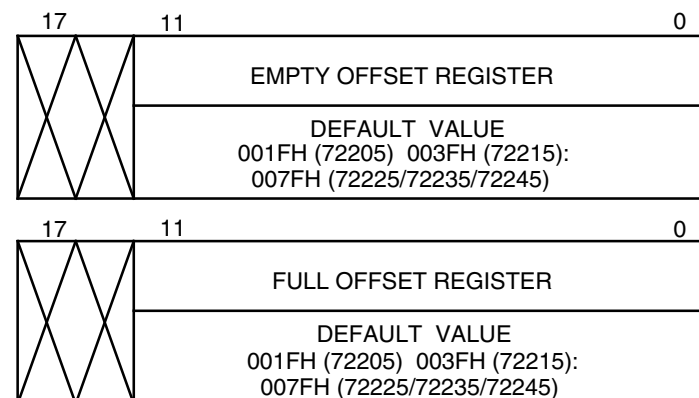 17 11 0
EMPTY OFFSET REGISTER
DEFAULT VALUE
001FH (72205) 003FH (72215):
007FH (72225/72235/72245)
17 11 0
FULL OFFSET REGISTER
DEFAULT VALUE
001FH (72205) 003FH (72215):
007FH (72225/72235/72245)